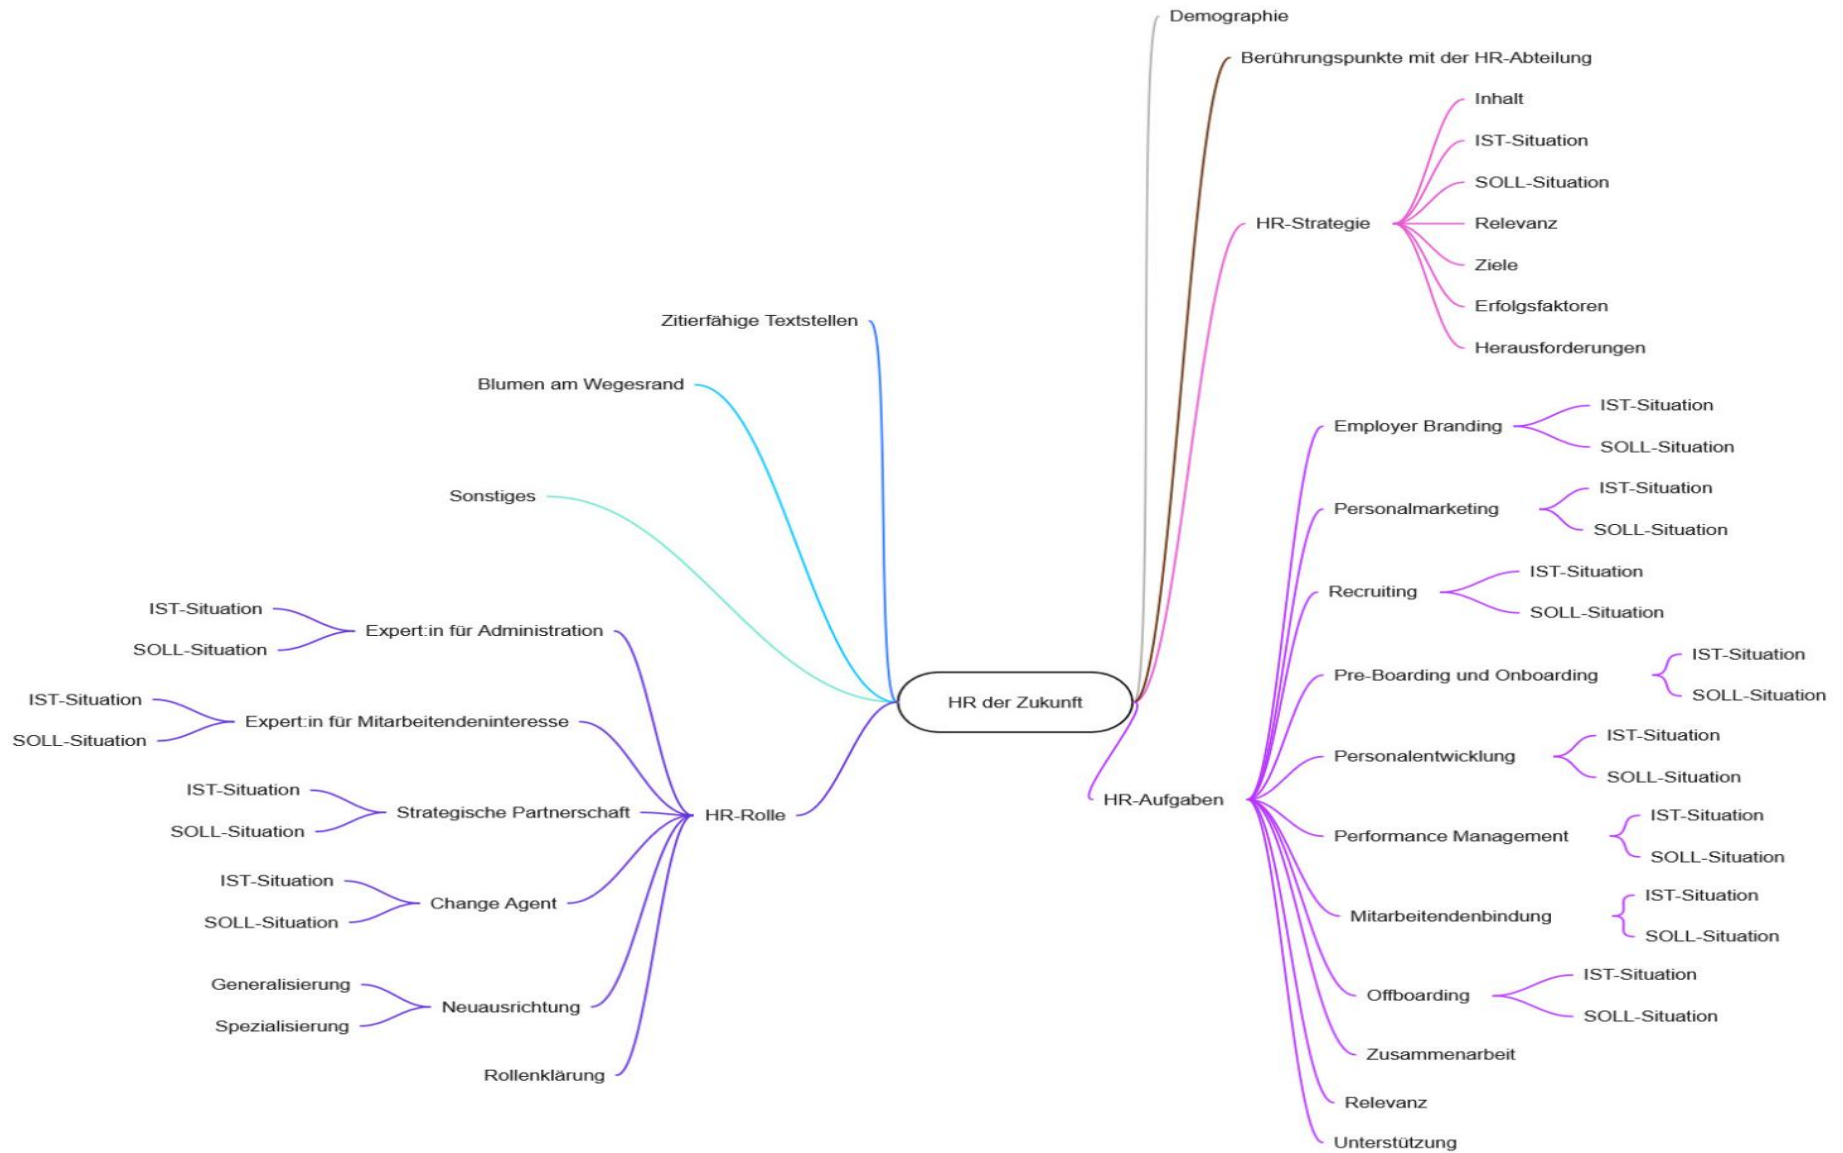 Demographie
Berührungspunkte mit der HR-Abteilung
Inhalt
IST-Situation
SOLL-Situation
HR-Strategie
Relevanz
Ziele
Erfolgsfaktoren
Herausforderungen
Zitierfähige Textstellen
Blumen am Wegesrand
Sonstiges
IST-Situation
Expert:in für Administration
SOLL-Situation
IST-Situation
Expert:in für Mitarbeitendeninteresse
SOLL-Situation
IST-Situation
Strategische Partnerschaft
SOLL-Situation
HR-Rolle
IST-Situation
Change Agent
SOLL-Situation
Generalisierung
Neuausrichtung
Spezialisierung
Rollenklärung
HR der Zukunft
HR-Aufgaben
Employer Branding
IST-Situation
SOLL-Situation
Personalmarketing
IST-Situation
SOLL-Situation
Recruiting
IST-Situation
SOLL-Situation
Pre-Boarding und Onboarding
IST-Situation
SOLL-Situation
Personalentwicklung
IST-Situation
SOLL-Situation
Performance Management
IST-Situation
SOLL-Situation
Mitarbeitendenbindung
IST-Situation
SOLL-Situation
Offboarding
IST-Situation
SOLL-Situation
Zusammenarbeit
Relevanz
Unterstützung